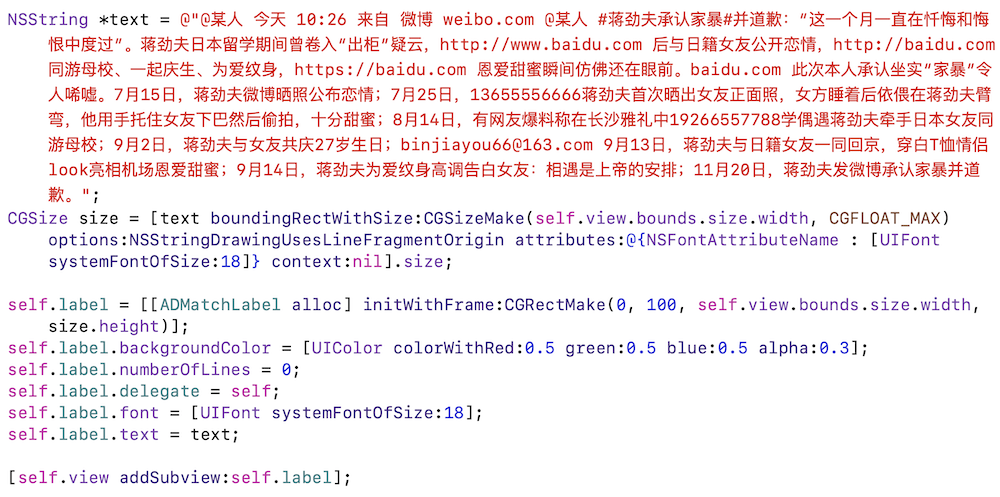 NSString *text = @"@某人 今天 10:26 来自 微博 weibo.com @某人 #蒋劲夫承认家暴#并道歉：“这一个月一直在忏悔和悔
恨中度过”。蒋劲夫日本留学期间曾卷入“出柜”疑云，http://www.baidu.com 后与日籍女友公开恋情，http://baidu.com
同游母校、一起庆生、为爱纹身，https://baidu.com 恩爱甜蜜瞬间仿佛还在眼前。baidu.com 此次本人承认坐实“家暴”令
人唏嘘。7月15日，蒋劲夫微博晒照公布恋情；7月25日，13655556666蒋劲夫首次晒出女友正面照，女方睡着后依偎在蒋劲夫臂
弯，他用手托住女友下巴然后偷拍，十分甜蜜；8月14日，有网友爆料称在长沙雅礼中19266557788学偶遇蒋劲夫牵手日本女友同
游母校；9月2日，蒋劲夫与女友共庆27岁生日；binjiayou66@163.com 9月13日，蒋劲夫与日籍女友一同回京，穿白T恤情侣
look亮相机场恩爱甜蜜；9月14日，蒋劲夫为爱纹身高调告白女友：相遇是上帝的安排；11月20日，蒋劲夫发微博承认家暴并道
歉。";
CGSize size = [text boundingRectWithSize:CGSizeMake(self.view.bounds.size.width, CGFLOAT_MAX)
options:NSStringDrawingUsesLineFragmentOrigin attributes:@{NSFontAttributeName : [UIFont
systemFontOfSize:18]} context:nil].size;
self.label = [[ADMatchLabel alloc] initWithFrame:CGRectMake(0, 100, self.view.bounds.size.width,
size.height)];
self.label.backgroundColor = [UIColor colorWithRed:0.5 green:0.5 blue:0.5 alpha:0.3];
self.label.numberOfLines = 0;
self.label.delegate = self;
self.label.font = [UIFont systemFontOfSize:18];
self.label.text = text;
[self.view addSubview:self.label];